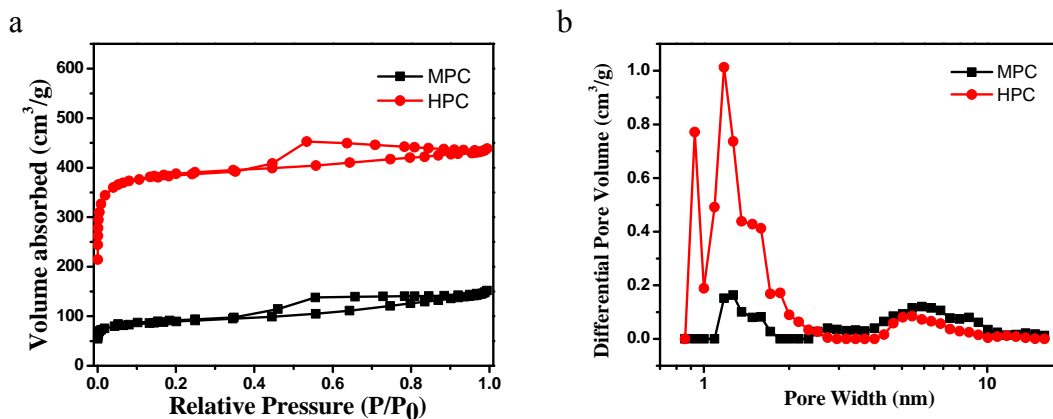 a
600
500
400
300
200
100
0
0.0 0.2 0.4 0.6 0.8 1.0
Volume absorbed (cm³/g)
Relative Pressure (P/P₀)
MPC
HPC
b
1.0
0.8
0.6
0.4
0.2
0.0
1 10
Differential Pore Volume (cm³/g)
Pore Width (nm)
MPC
HPC